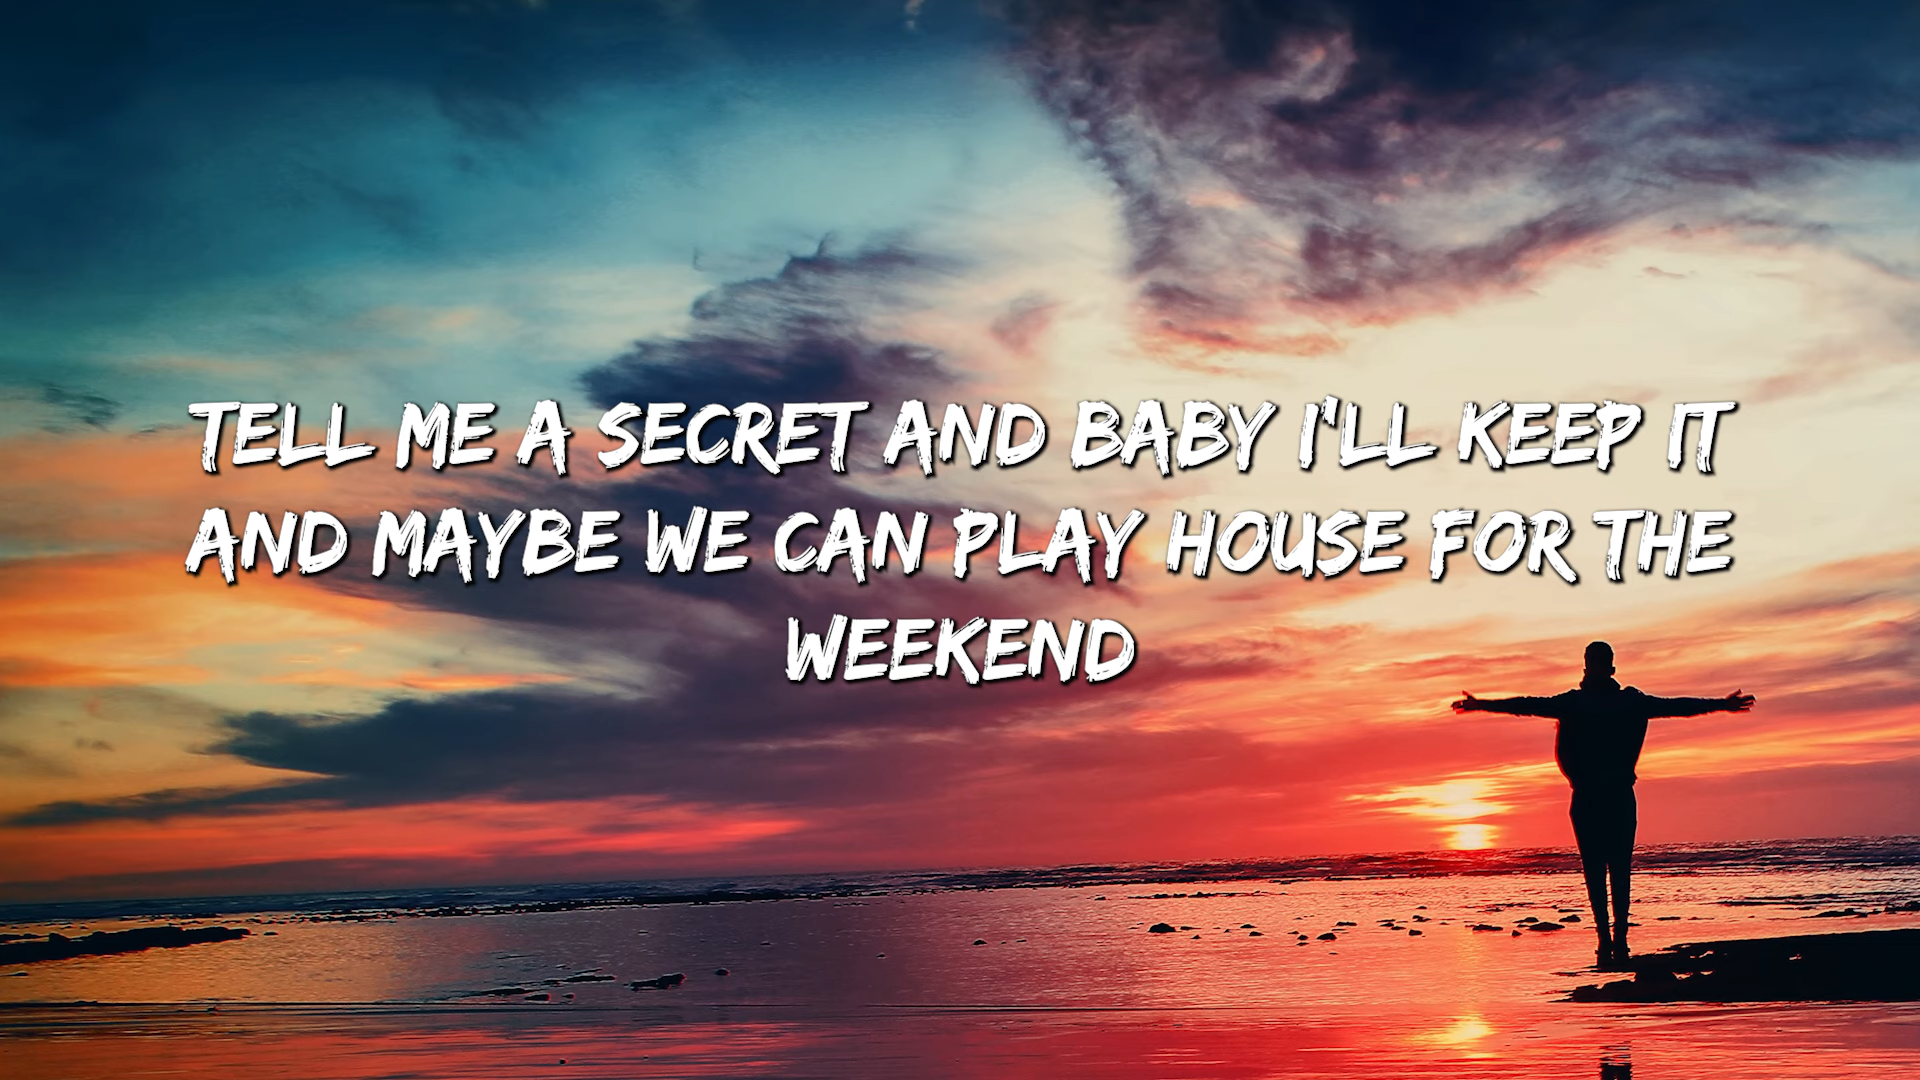 TELL ME A SECRET AND BABY I'LL KEEP IT
AND MAYBE WE CAN PLAY HOUSE FOR THE
WEEKEND